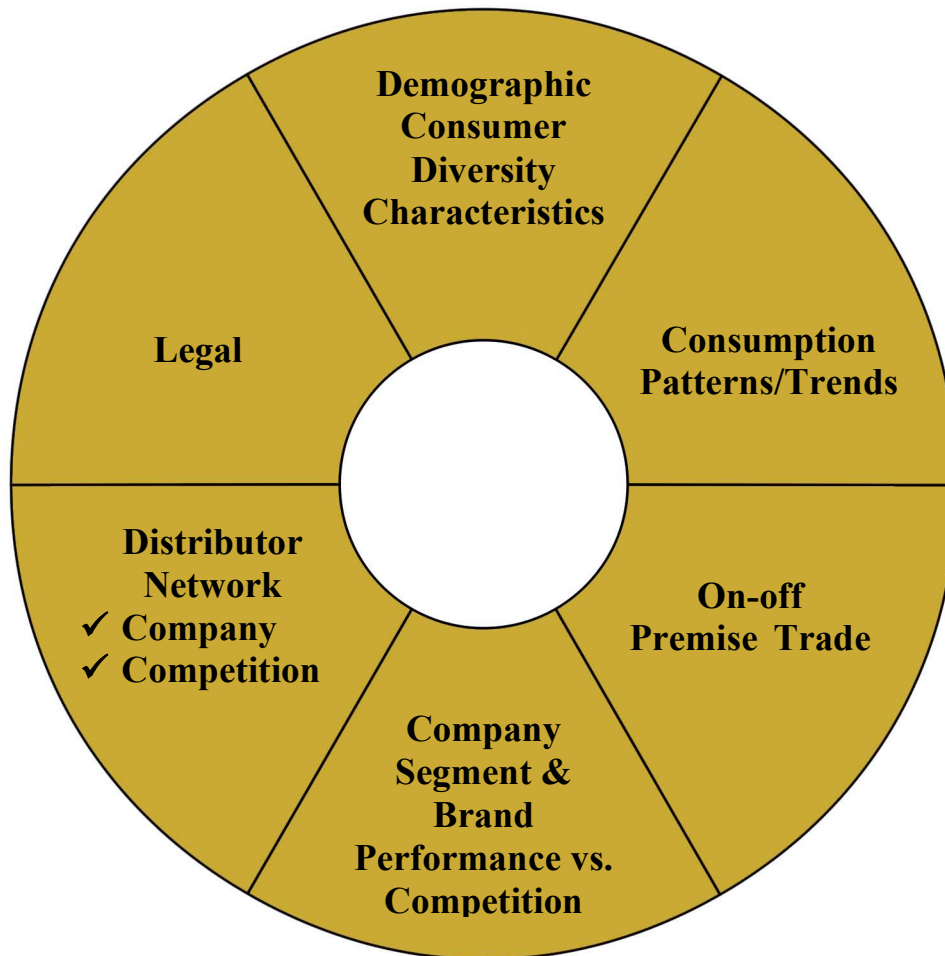 Demographic
Consumer
Diversity
Characteristics
Consumption
Patterns/Trends
On-off
Premise Trade
Company
Segment &
Brand
Performance vs.
Competition
Distributor
Network
✓ Company
✓ Competition
Legal